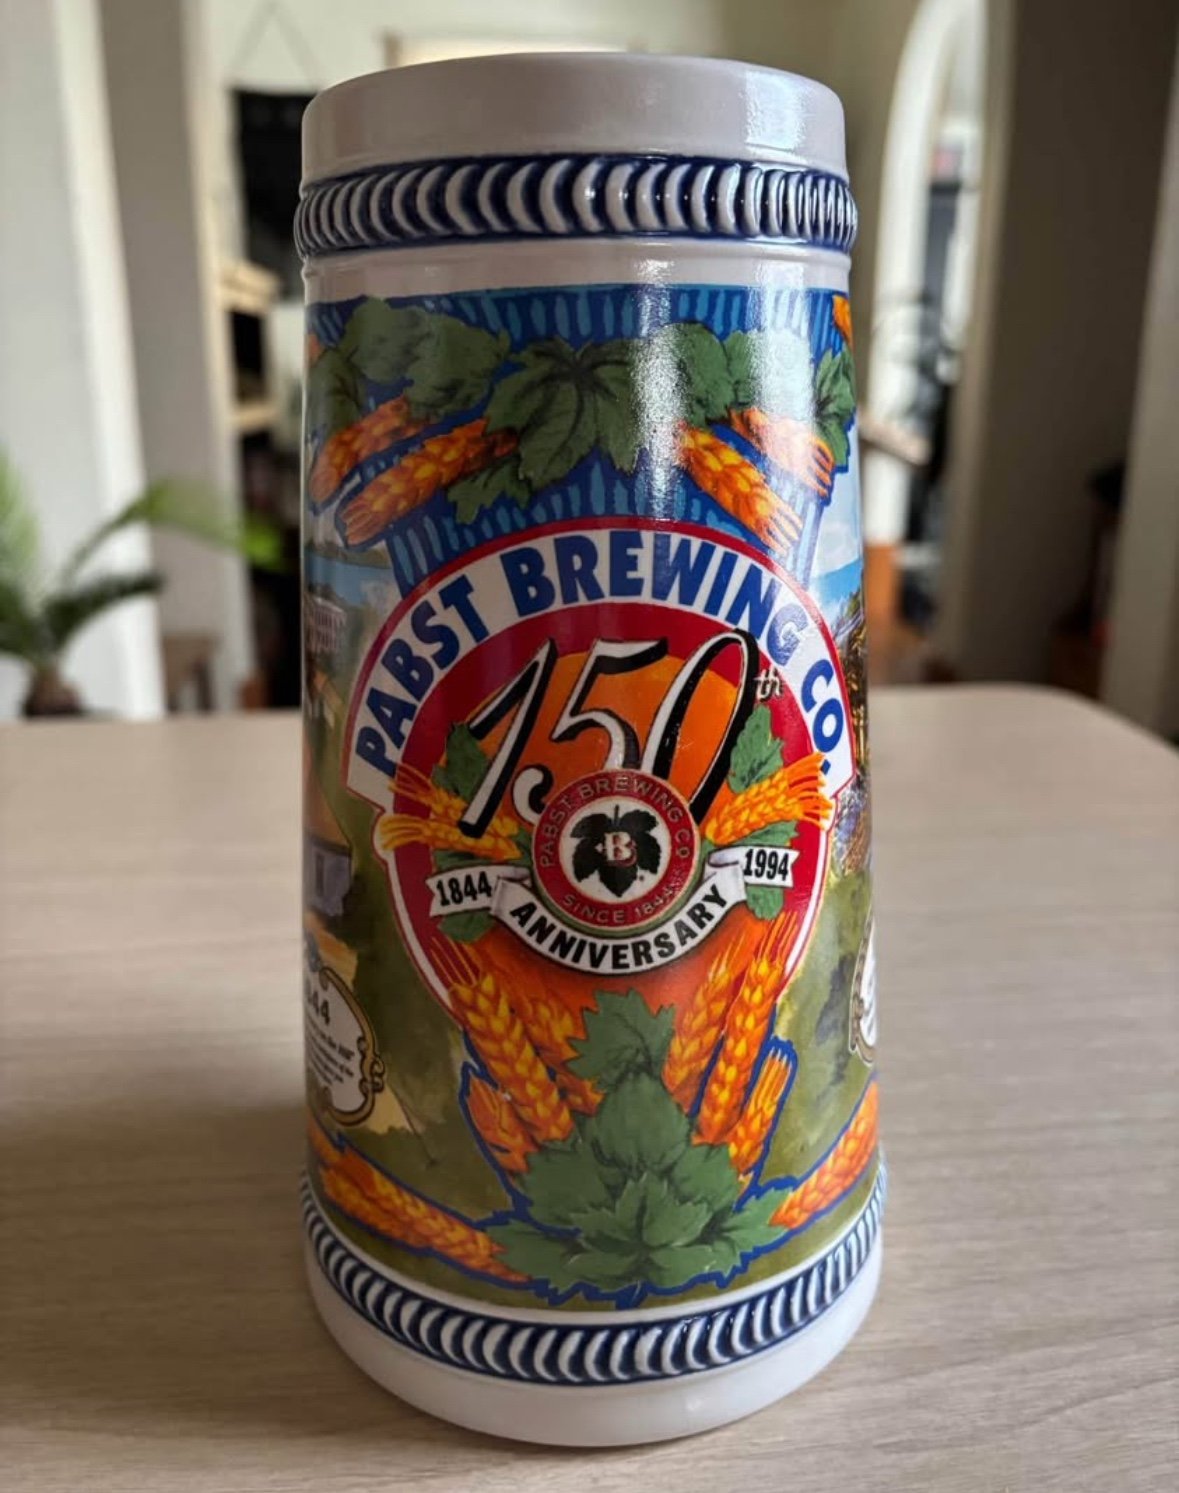 PABST BREWING CO.
150th
PABST BREWING CO.
B
SINCE 1844
1844
1994
ANNIVERSARY